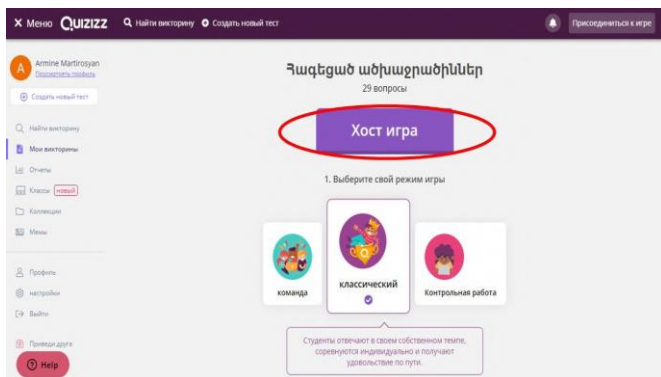 × Меню QUIZIZZ Найти викторину Создать новый тест
Присоединиться к игре
A Armine Martirosyan
Просмотреть профиль
Создать новый тест
Найти викторину
Мои викторины
Отчеты
Классы новый
Коллекции
Мемы
Профиль
настройки
Выйти
Приведи друга
Help
Հագեցած ածխաջրածիններ
29 вопросы
Хост игра
1. Выберите свой режим игры
команда
классический
Контрольная работа
Студенты отвечают в своем собственном темпе,
соревнуются индивидуально и получают
удовольствие по пути.